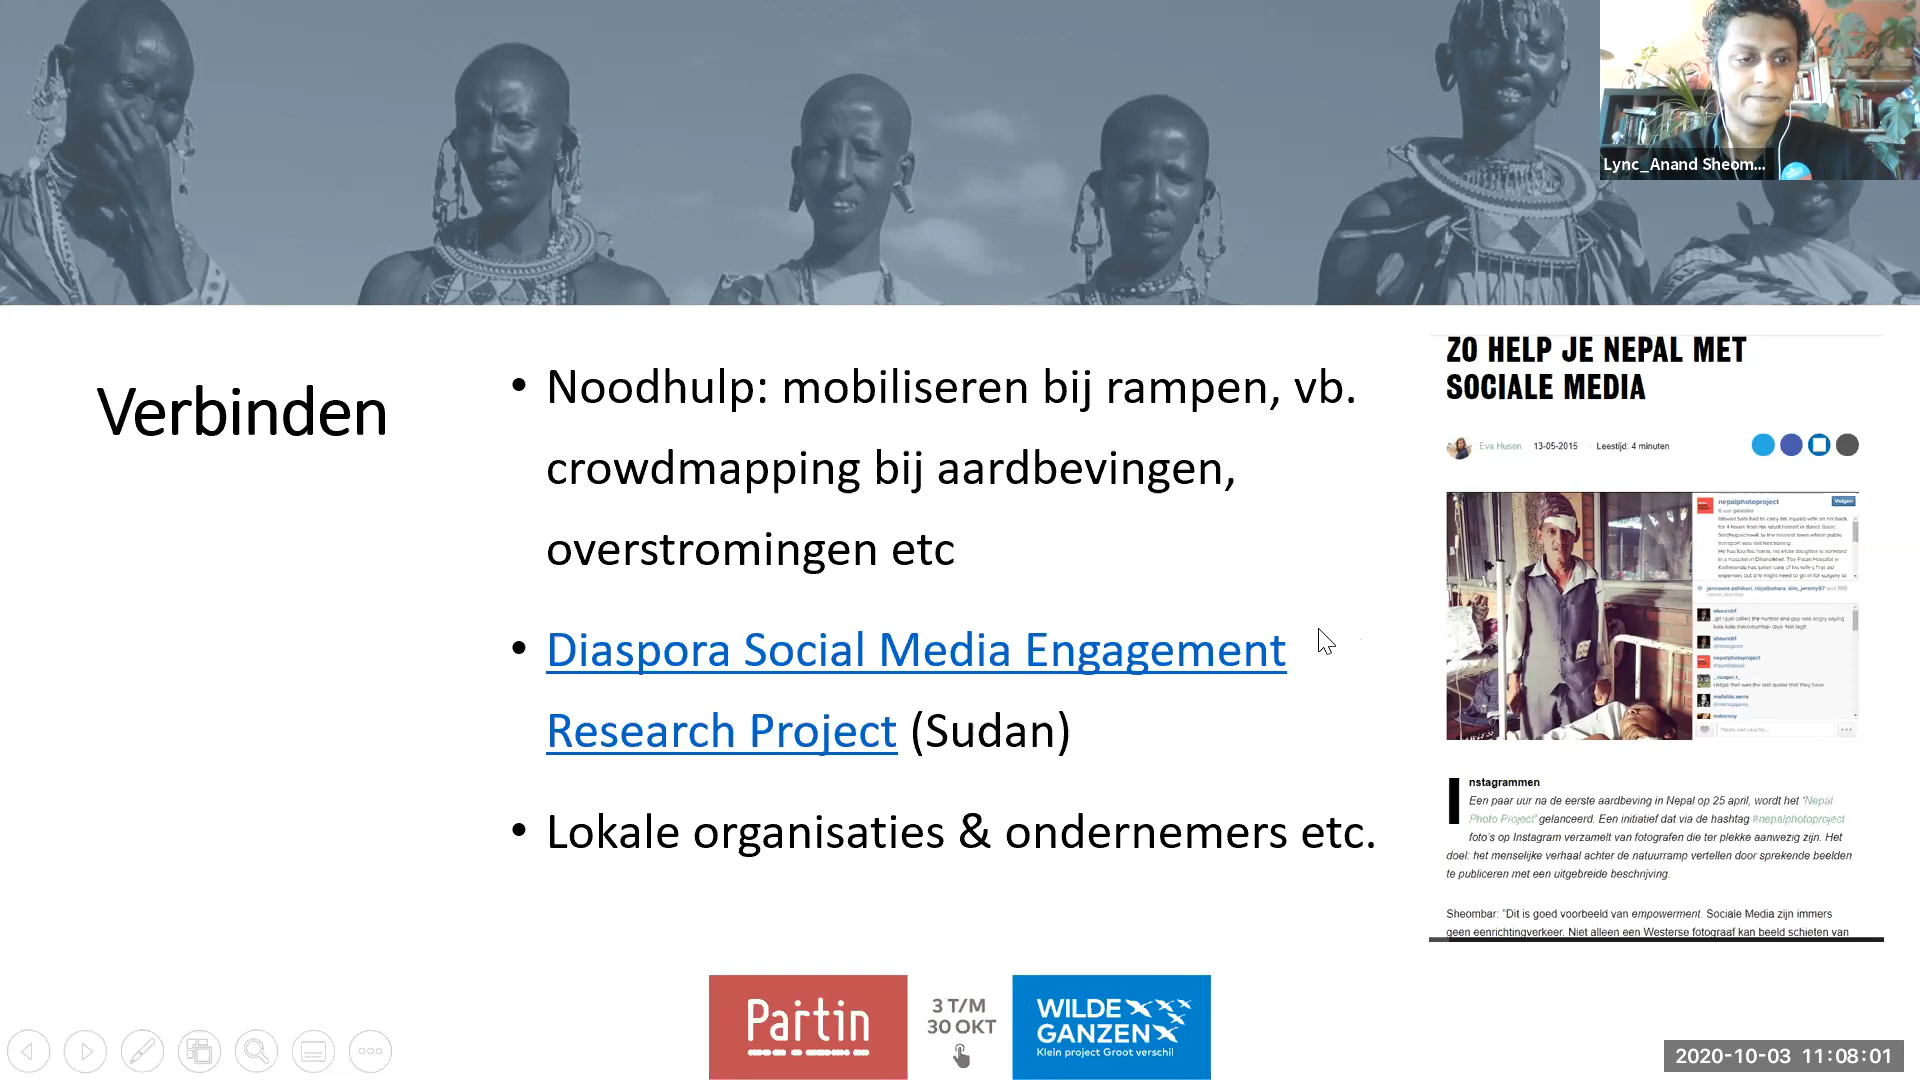 Lync_Anand Sheom...
Verbinden
• Noodhulp: mobiliseren bij rampen, vb.
crowdmapping bij aardbevingen,
overstromingen etc
• Diaspora Social Media Engagement
Research Project (Sudan)
• Lokale organisaties & ondernemers etc.
ZO HELP JE NEPAL MET
SOCIALE MEDIA
Eva Huson 13-05-2015 · Leestijd: 4 minuten
nepalphotoproject
Volgen
nepalphotoproject
Instagrammen
Een paar uur na de eerste aardbeving in Nepal op 25 april, wordt het 'Nepal
Photo Project' gelanceerd. Een initiatief dat via de hashtag #nepalphotoproject
foto's op Instagram verzamelt van fotografen die ter plekke aanwezig zijn. Het
doel: het menselijke verhaal achter de natuurramp vertellen door sprekende beelden
te publiceren met een uitgebreide beschrijving.
Sheombar: "Dit is goed voorbeeld van empowerment. Sociale Media zijn immers
geen eenrichtingverkeer. Niet alleen een Westerse fotograaf kan beeld schieten van
Partin
3 T/M
30 OKT
WILDE
GANZEN
Klein project Groot verschil
2020-10-03 11:08:01